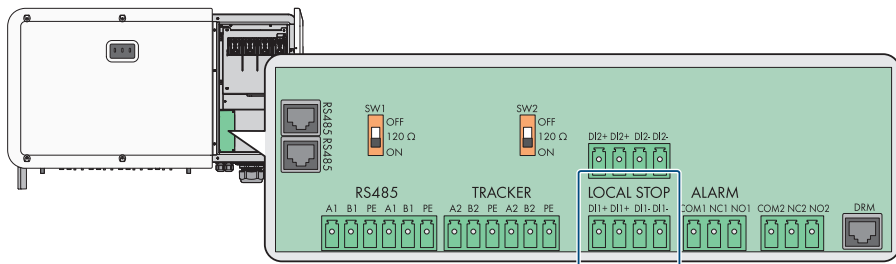 SW1
OFF
120 Ω
ON
SW2
OFF
120 Ω
ON
RS485 RS485
DI2+ DI2+ DI2- DI2-
RS485
TRACKER
LOCAL STOP
ALARM
A1 B1 PE A1 B1 PE
A2 B2 PE A2 B2 PE
DI1+ DI1+ DI1- DI1-
COM1 NC1 NO1
COM2 NC2 NO2
DRM